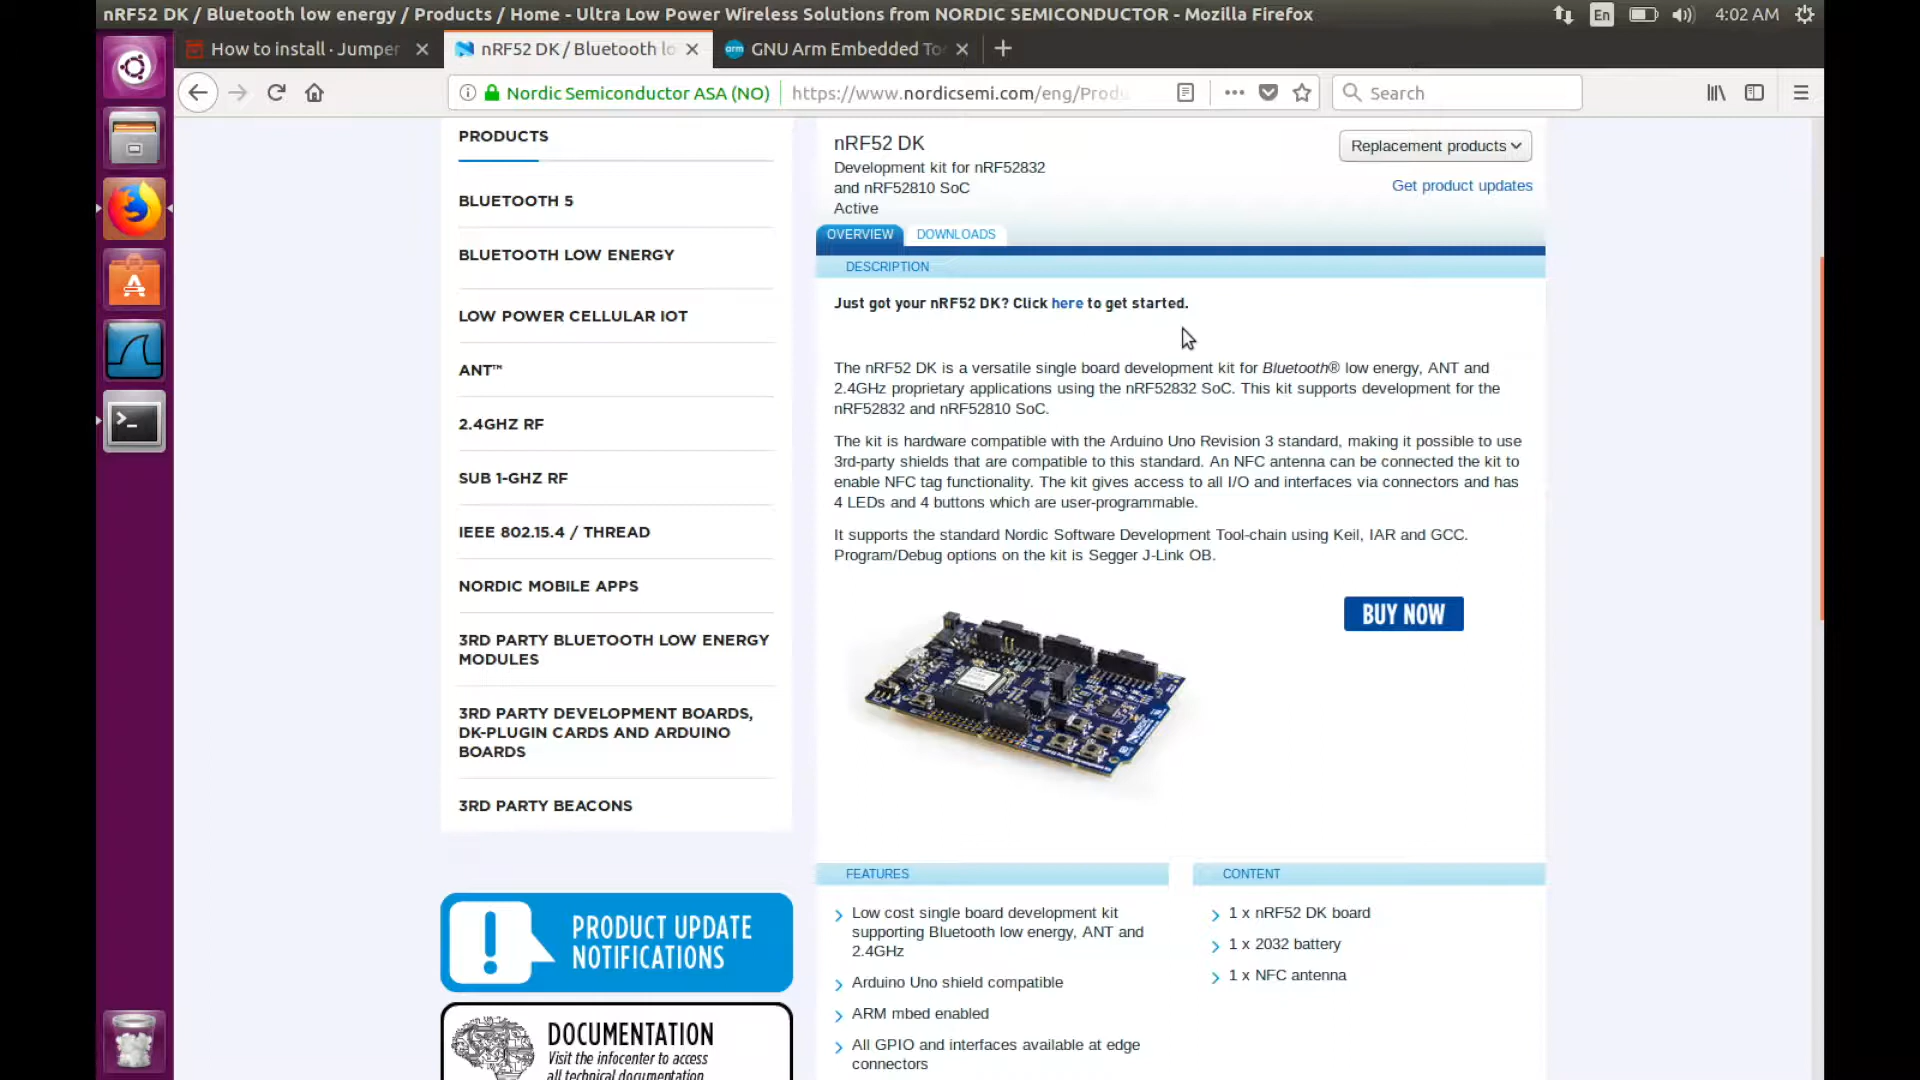 nRF52 DK / Bluetooth low energy / Products / Home - Ultra Low Power Wireless Solutions from NORDIC SEMICONDUCTOR - Mozilla Firefox
En
4:02 AM
How to install · Jumper
nRF52 DK / Bluetooth lo
arm GNU Arm Embedded To
Nordic Semiconductor ASA (NO)
https://www.nordicsemi.com/eng/Prod
Search
PRODUCTS
BLUETOOTH 5
BLUETOOTH LOW ENERGY
LOW POWER CELLULAR IOT
ANT™
2.4GHZ RF
SUB 1-GHZ RF
IEEE 802.15.4 / THREAD
NORDIC MOBILE APPS
3RD PARTY BLUETOOTH LOW ENERGY
MODULES
3RD PARTY DEVELOPMENT BOARDS,
DK-PLUGIN CARDS AND ARDUINO
BOARDS
3RD PARTY BEACONS
PRODUCT UPDATE
NOTIFICATIONS
DOCUMENTATION
Visit the infocenter to access
all technical documentation
nRF52 DK
Development kit for nRF52832
and nRF52810 SoC
Active
Replacement products
Get product updates
OVERVIEW
DOWNLOADS
DESCRIPTION
Just got your nRF52 DK? Click here to get started.
The nRF52 DK is a versatile single board development kit for Bluetooth® low energy, ANT and
2.4GHz proprietary applications using the nRF52832 SoC. This kit supports development for the
nRF52832 and nRF52810 SoC.
The kit is hardware compatible with the Arduino Uno Revision 3 standard, making it possible to use
3rd-party shields that are compatible to this standard. An NFC antenna can be connected the kit to
enable NFC tag functionality. The kit gives access to all I/O and interfaces via connectors and has
4 LEDs and 4 buttons which are user-programmable.
It supports the standard Nordic Software Development Tool-chain using Keil, IAR and GCC.
Program/Debug options on the kit is Segger J-Link OB.
BUY NOW
FEATURES
Low cost single board development kit
supporting Bluetooth low energy, ANT and
2.4GHz
Arduino Uno shield compatible
ARM mbed enabled
All GPIO and interfaces available at edge
connectors
CONTENT
1 x nRF52 DK board
1 x 2032 battery
1 x NFC antenna